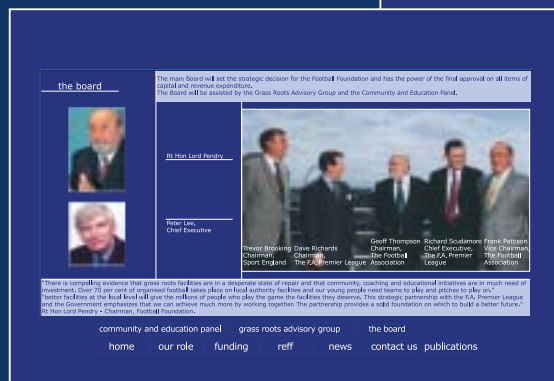 the board
The main Board will set the strategic decision for the Football Foundation and has the power of the final approval on all items of
capital and revenue expenditure.
The Board will be assisted by the Grass Roots Advisory Group and the Community and Education Panel.
Rt Hon Lord Pendry
Peter Lee,
Chief Executive
Trevor Brooking
Chairman,
Sport England
Dave Richards
Chairman,
The F.A, Premier League
Geoff Thompson
Chairman,
The Football
Association
Richard Scudamore
Chief Executive,
The F.A, Premier
League
Frank Pattison
Vice Chairman,
The Football
Association
"There is compelling evidence that grass roots facilities are in a desperate state of repair and that community, coaching and educational initiatives are in much need of
investment. Over 70 per cent of organised football takes place on local authority facilities and our young people need teams to play and pitches to play on."
"better facilities at the local level will give the millions of people who play the game the facilities they deserve. This strategic partnership with the F.A. Premier League
and the Government emphasizes that we can achieve much more by working together. The partnership provides a solid foundation on which to build a better future."
Rt Hon Lord Pendry - Chairman, Football Foundation.
community and education panel grass roots advisory group the board
home our role funding reff news contact us publications